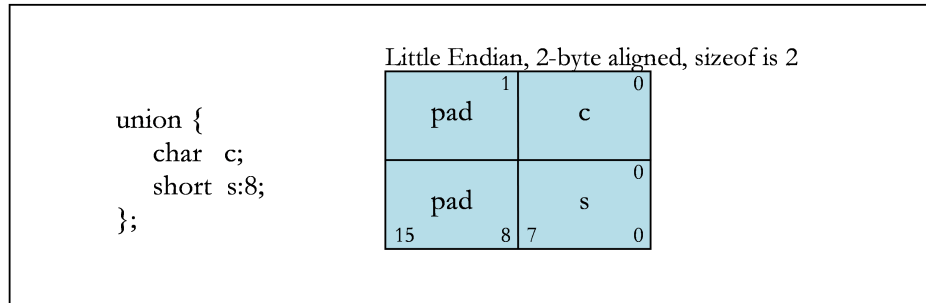 Little Endian, 2-byte aligned, sizeof is 2
union {
char c;
short s:8;
};
1 0
pad c
0
pad s
15 8 7 0